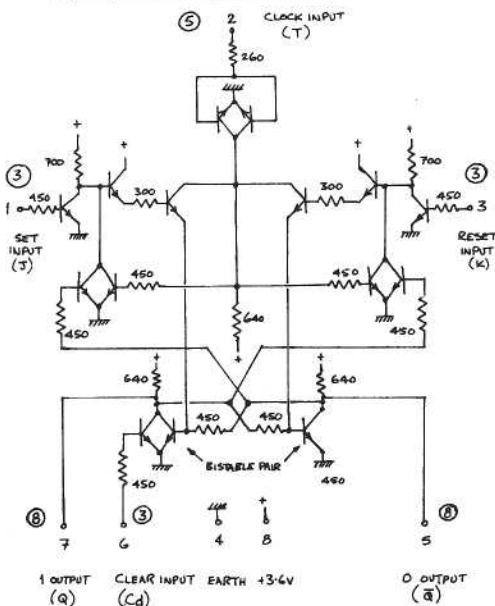 ⑤ 2 CLOCK INPUT
(T)
260
+ + + +
700 700
③ ③
1 450 300 300 450 3
SET
INPUT
(J)
RESET
INPUT
(K)
450 450
450 640 450
+
+ +
640 640
450 450
BISTABLE PAIR
450 450
⑧ ③ + ⑧
7 6 4 8 5
1 OUTPUT CLEAR INPUT EARTH +3.6V 0 OUTPUT
(Q) (Cd) (Q̅)